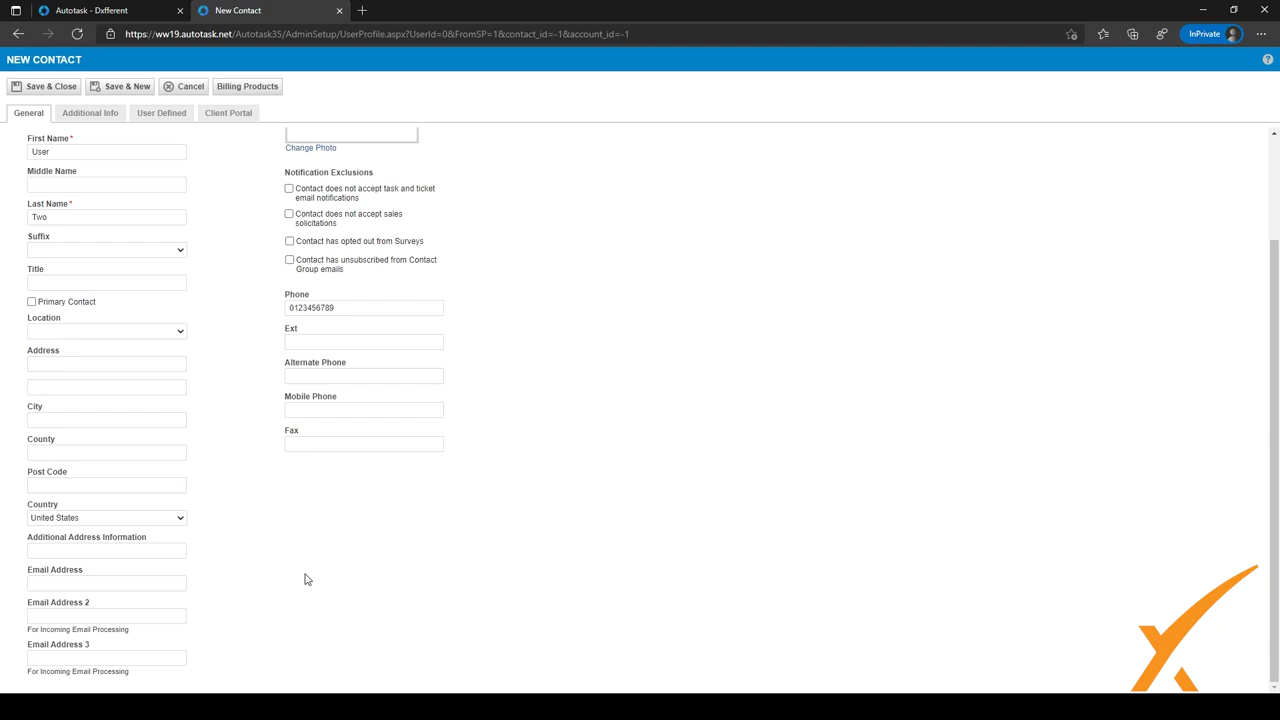 Autotask - Dxfferent
New Contact
https://ww19.autotask.net/Autotask35/AdminSetup/UserProfile.aspx?UserId=0&FromSP=1&contact_id=-1&account_id=-1
InPrivate
NEW CONTACT
?
Save & Close
Save & New
Cancel
Billing Products
General
Additional Info
User Defined
Client Portal
First Name*
User
Middle Name
Last Name*
Two
Suffix
Title
Primary Contact
Location
Address
City
County
Post Code
Country
United States
Additional Address Information
Email Address
Email Address 2
For Incoming Email Processing
Email Address 3
For Incoming Email Processing
Change Photo
Notification Exclusions
Contact does not accept task and ticket
email notifications
Contact does not accept sales
solicitations
Contact has opted out from Surveys
Contact has unsubscribed from Contact
Group emails
Phone
0123456789
Ext
Alternate Phone
Mobile Phone
Fax